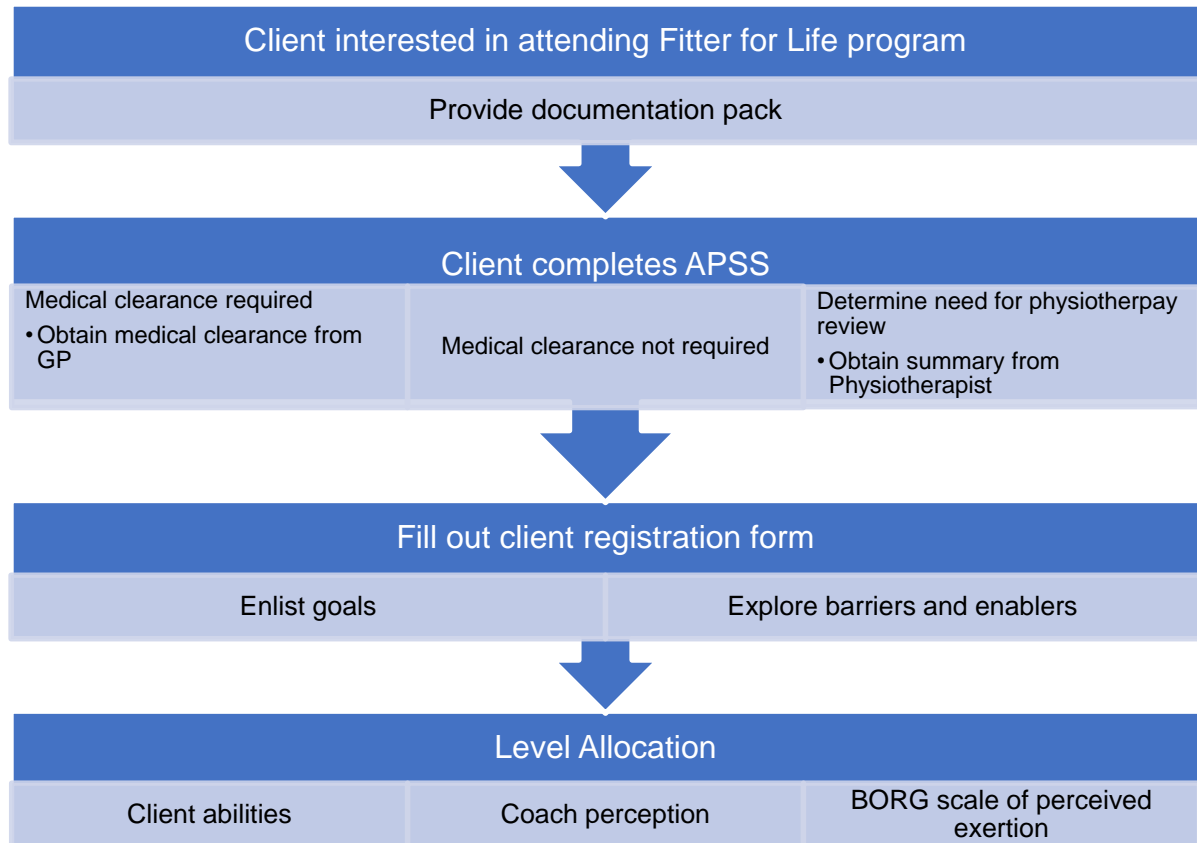 Client interested in attending Fitter for Life program
Provide documentation pack
Client completes APSS
Medical clearance required
• Obtain medical clearance from
GP
Medical clearance not required
Determine need for physiotherpay
review
• Obtain summary from
Physiotherapist
Fill out client registration form
Enlist goals
Explore barriers and enablers
Level Allocation
Client abilities
Coach perception
BORG scale of perceived
exertion